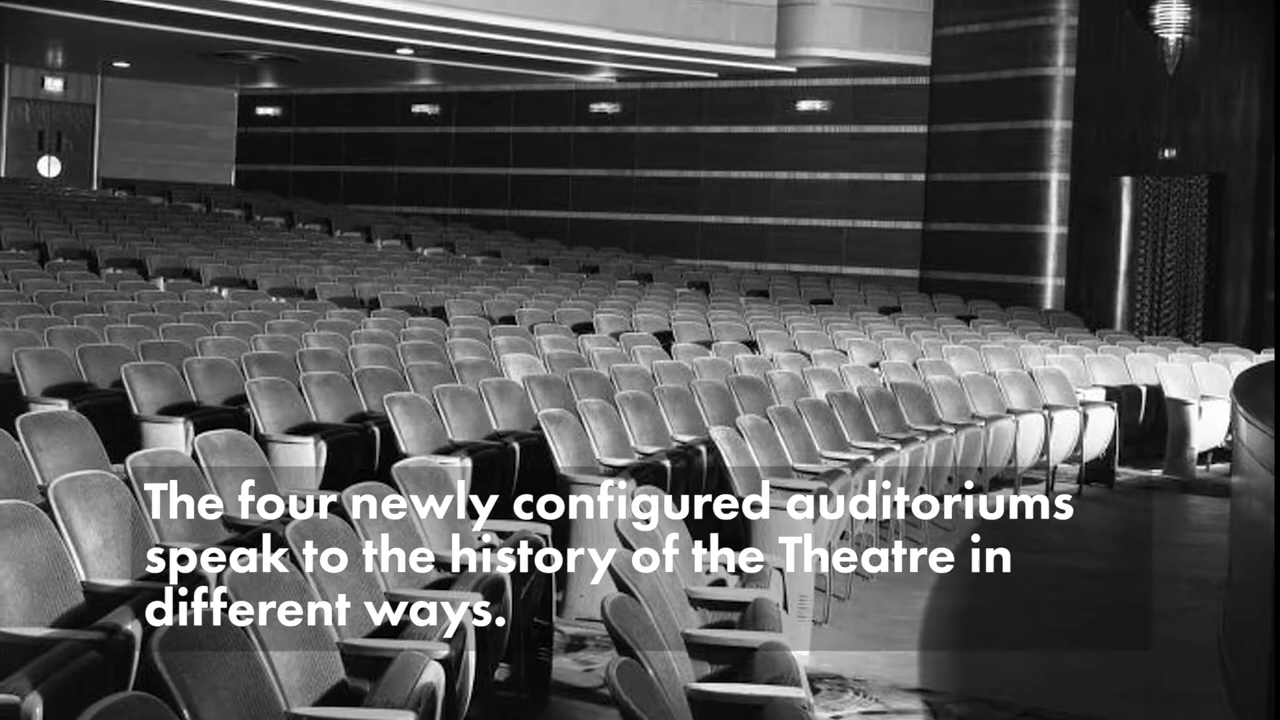 The four newly configured auditoriums
speak to the history of the Theatre in
different ways.